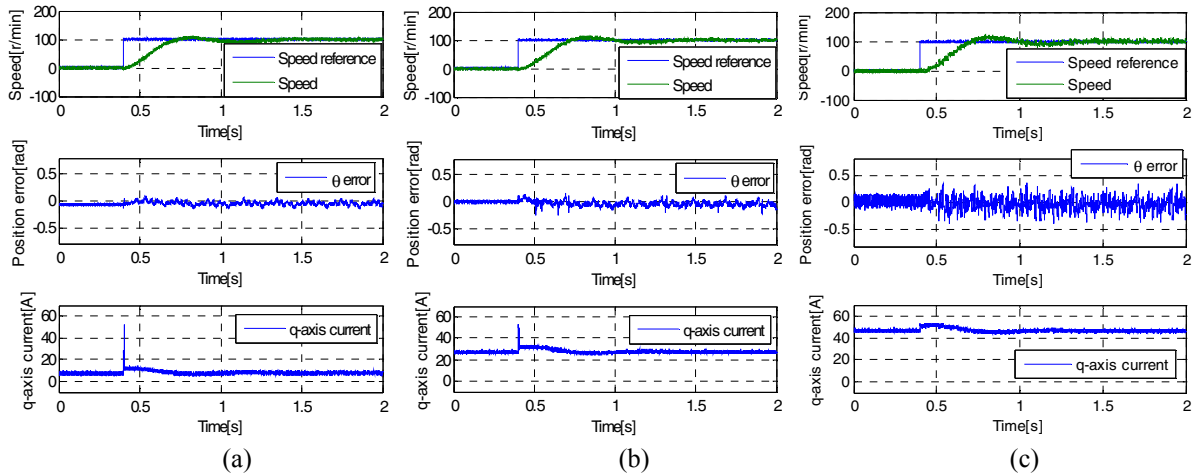 Speed[r/min]
200
100
0
-100
Speed reference
Speed
0 0.5 1 1.5 2
Time[s]
Position error[rad]
0.5
0
-0.5
θ error
0 0.5 1 1.5 2
Time[s]
q-axis current[A]
60
40
20
0
q-axis current
0 0.5 1 1.5 2
Time[s]
(a)
Speed[r/min]
200
100
0
-100
Speed reference
Speed
0 0.5 1 1.5 2
Time[s]
Position error[rad]
0.5
0
-0.5
θ error
0 0.5 1 1.5 2
Time[s]
q-axis current[A]
60
40
20
0
q-axis current
0 0.5 1 1.5 2
Time[s]
(b)
Speed[r/min]
200
100
0
-100
Speed reference
Speed
0 0.5 1 1.5 2
Time[s]
Position error[rad]
0.5
0
-0.5
θ error
0 0.5 1 1.5 2
Time[s]
q-axis current[A]
60
40
20
0
q-axis current
0 0.5 1 1.5 2
Time[s]
(c)